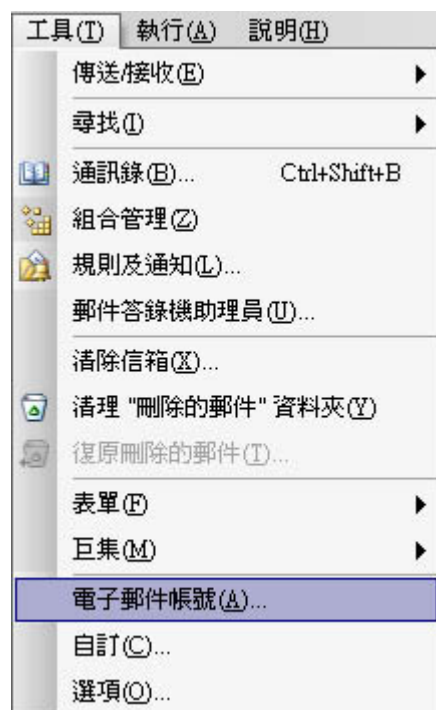 工具(T) 執行(A) 說明(H)
傳送/接收(E)
尋找(I)
通訊錄(B)... Ctrl+Shift+B
組合管理(Z)
規則及通知(L)...
郵件答錄機助理員(U)...
清除信箱(X)...
清理 "刪除的郵件" 資料夾(Y)
復原刪除的郵件(T)...
表單(F)
巨集(M)
電子郵件帳號(A)...
自訂(C)...
選項(O)...